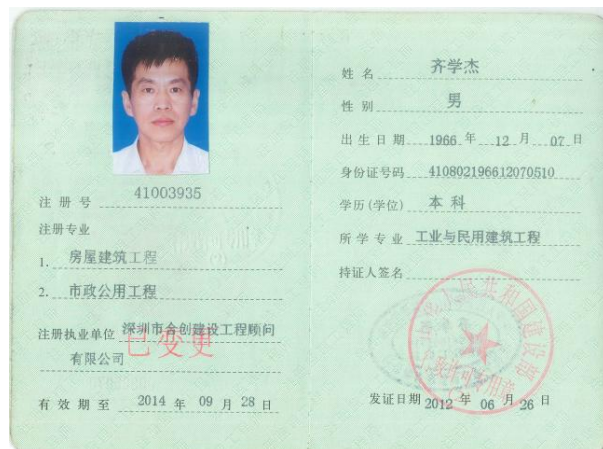 注册号 41003935
注册专业
1. 房屋建筑工程
2. 市政公用工程
注册执业单位 深圳市合创建设工程顾问
有限公司
已变更
有效期至 2014 年 09 月 28 日
姓名 齐学杰
性别 男
出生日期 1966 年 12 月 07 日
身份证号码 410802196612070510
学历(学位) 本科
所学专业 工业与民用建筑工程
持证人签名
发证日期 2012 年 06 月 26 日